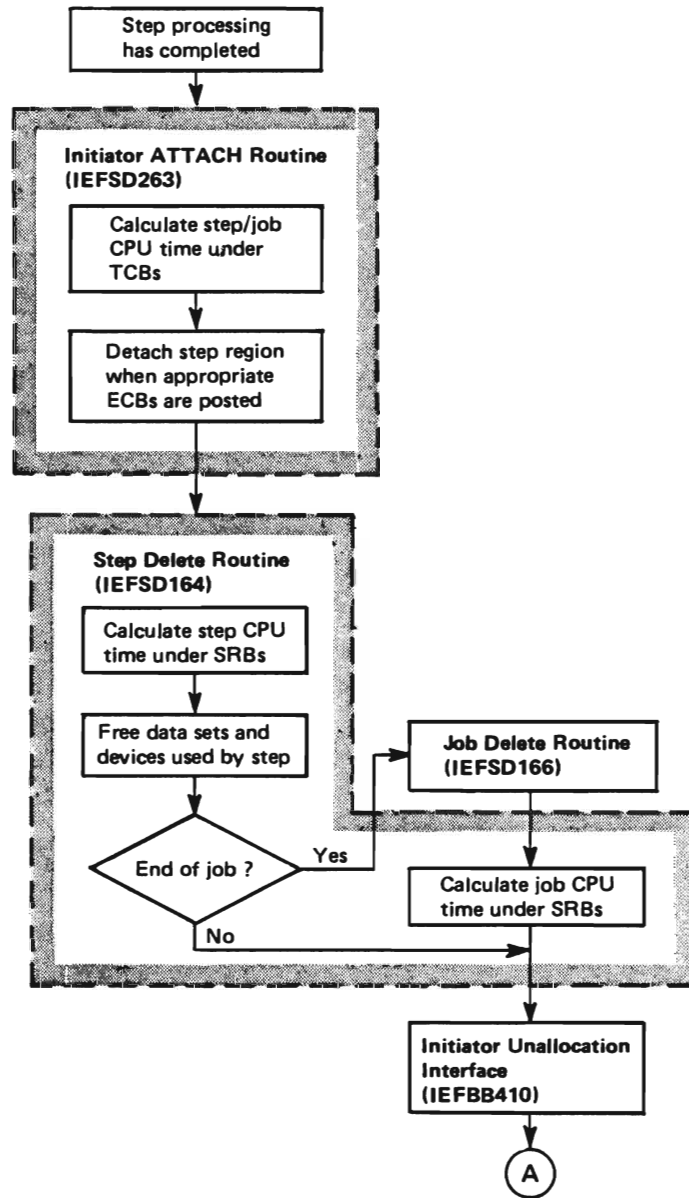 Step processing
has completed
Initiator ATTACH Routine
(IEFSD263)
Calculate step/job
CPU time under
TCBs
Detach step region
when appropriate
ECBs are posted
Step Delete Routine
(IEFSD164)
Calculate step CPU
time under SRBs
Free data sets and
devices used by step
End of job ?
Yes
No
Job Delete Routine
(IEFSD166)
Calculate job CPU
time under SRBs
Initiator Unallocation
Interface
(IEFBB410)
A